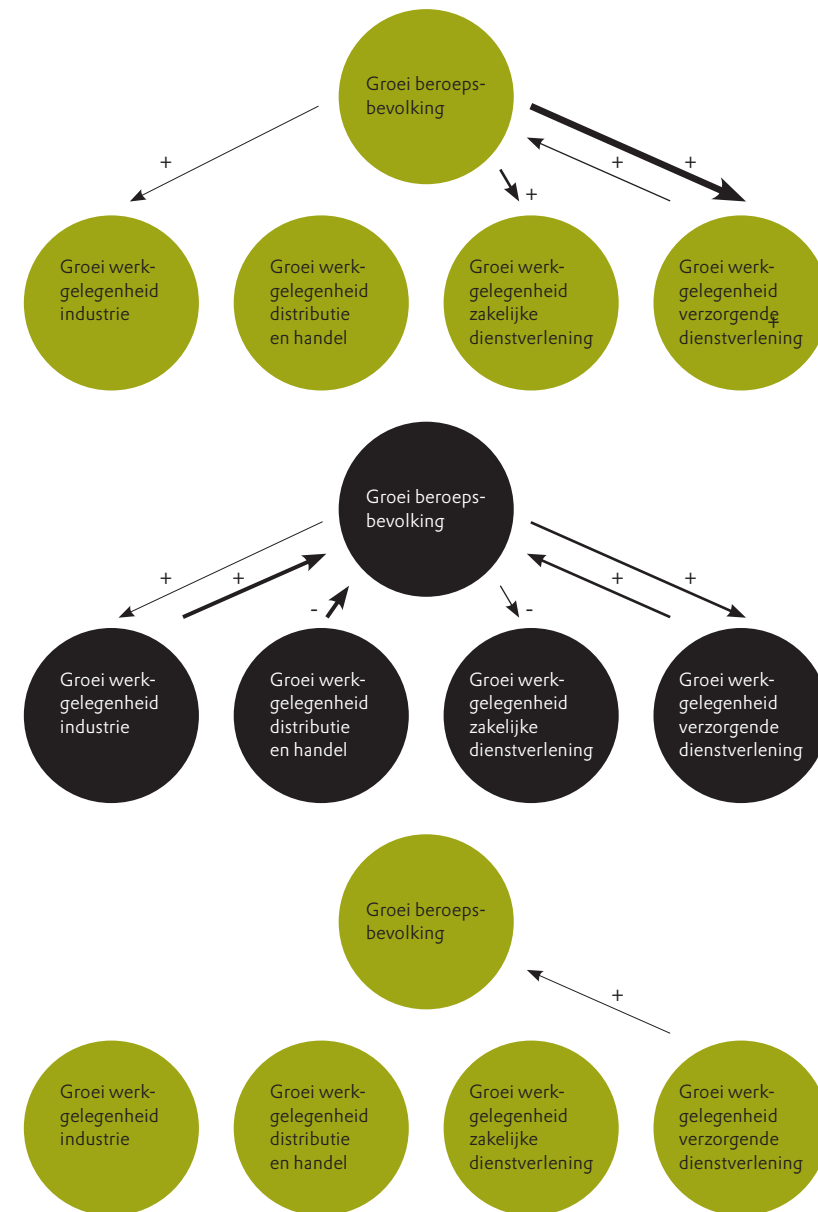 Groei beroeps-
bevolking
+
+
+
+
Groei werk-
gelegenheid
industrie
Groei werk-
gelegenheid
distributie
en handel
Groei werk-
gelegenheid
zakelijke
dienstverlening
Groei werk-
gelegenheid
verzorgende
+
dienstverlening
Groei beroeps-
bevolking
+
+
-
-
+
+
Groei werk-
gelegenheid
industrie
Groei werk-
gelegenheid
distributie
en handel
Groei werk-
gelegenheid
zakelijke
dienstverlening
Groei werk-
gelegenheid
verzorgende
dienstverlening
Groei beroeps-
bevolking
+
Groei werk-
gelegenheid
industrie
Groei werk-
gelegenheid
distributie
en handel
Groei werk-
gelegenheid
zakelijke
dienstverlening
Groei werk-
gelegenheid
verzorgende
dienstverlening